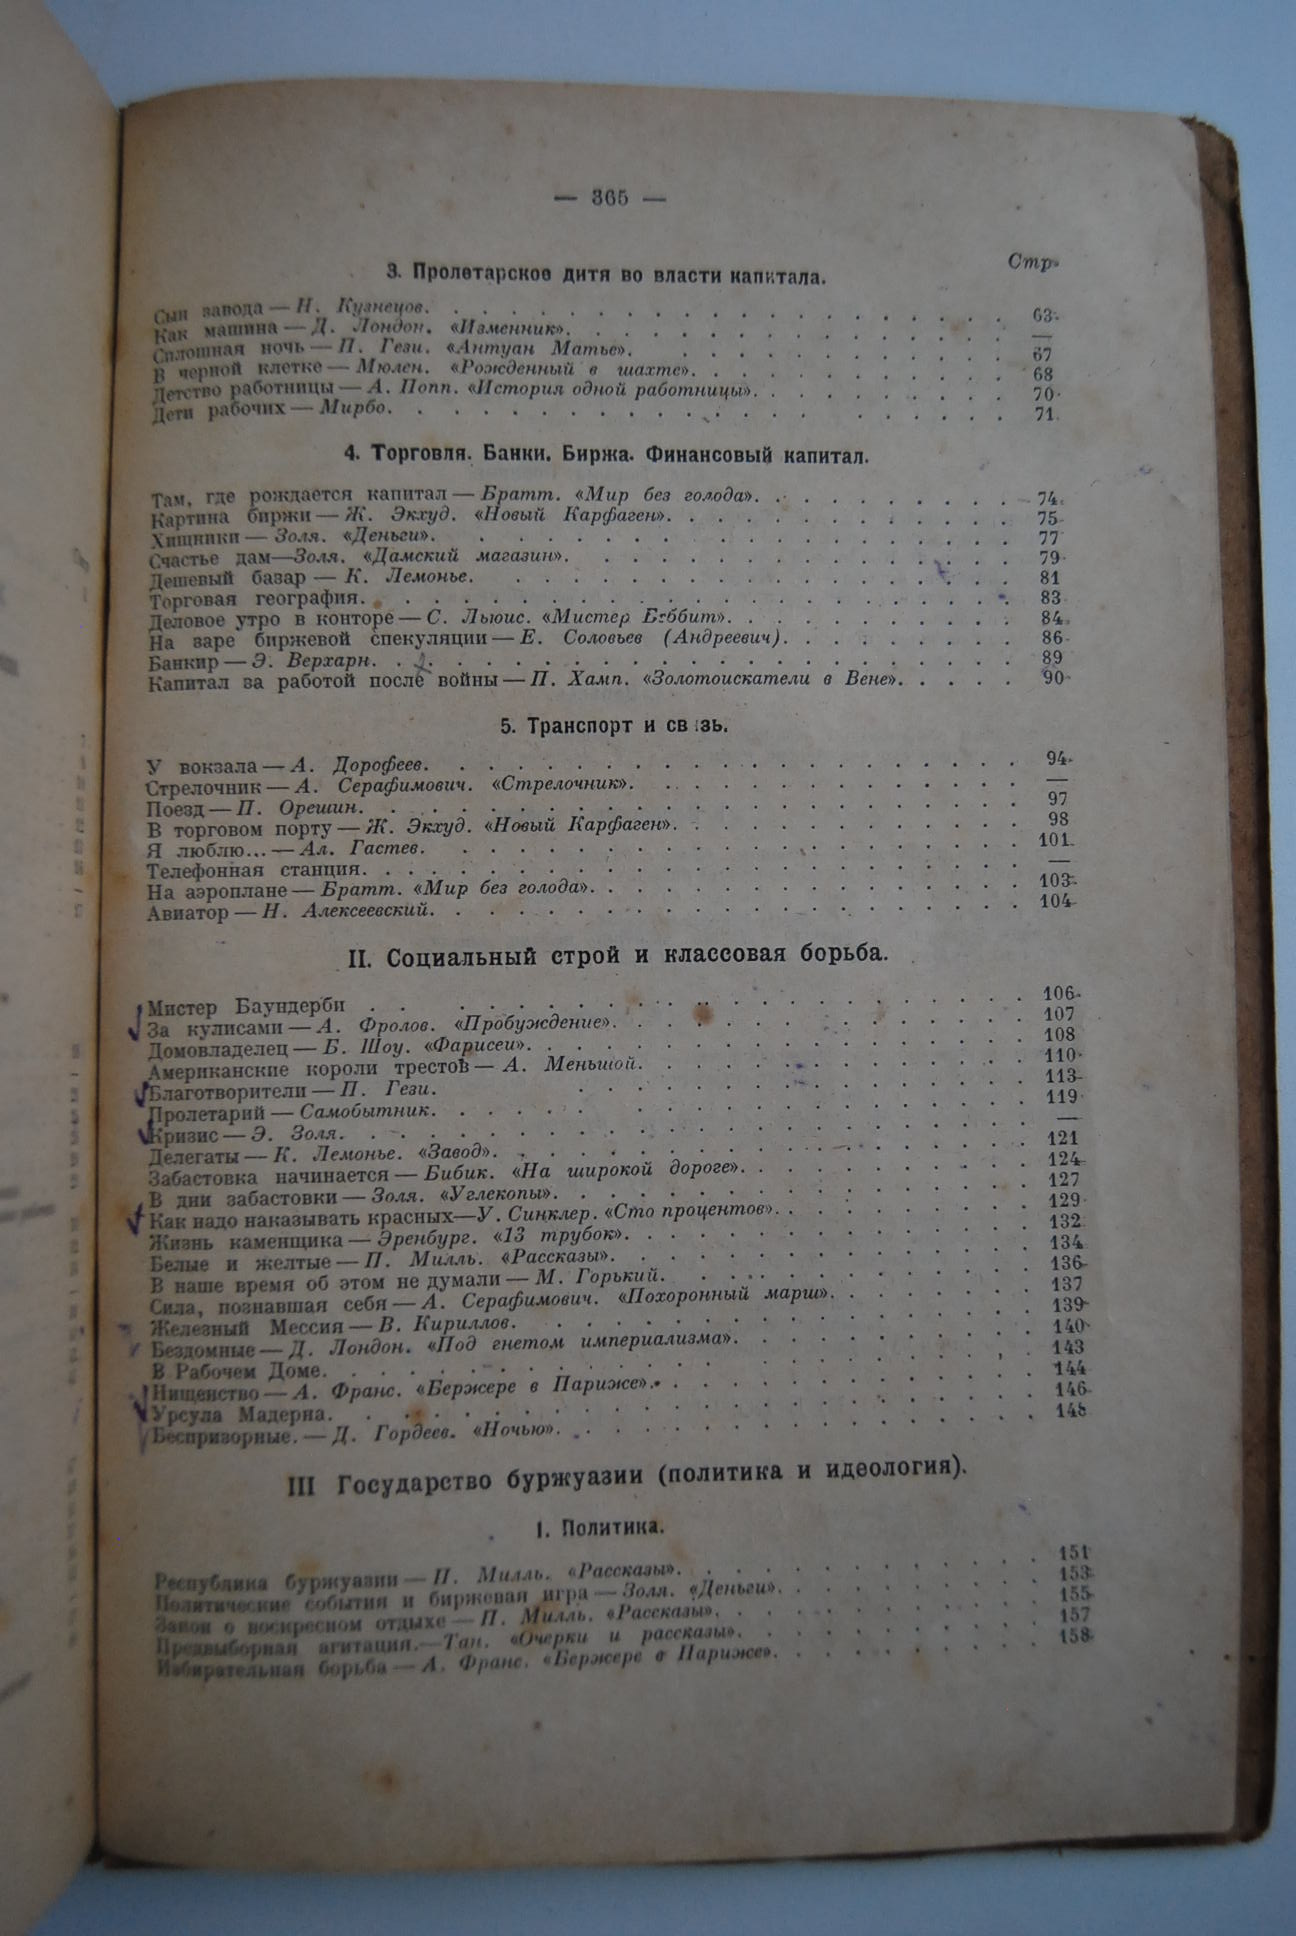 — 365 —
Стр.
3. Пролетарское дитя во власти капитала.
Сын завода — Н. Кузнецов. 63
Как машина — Д. Лондон. «Изменник». —
Сплошная ночь — П. Гези. «Антуан Матье». 67
В черной клетке — Мюлен. «Рожденный в шахте». 68
Детство работницы — А. Попп. «История одной работницы». 70
Дети рабочих — Мирбо. 71
4. Торговля. Банки. Биржа. Финансовый капитал.
Там, где рождается капитал — Братт. «Мир без голода». 74
Картина биржи — Ж. Экхуд. «Новый Карфаген». 75
Хищники — Золя. «Деньги». 77
Счастье дам—Золя. «Дамский магазин». 79
Дешевый базар — К. Лемонье. 81
Торговая география. 83
Деловое утро в конторе — С. Льюис. «Мистер Бэббит». 84
На заре биржевой спекуляции — Е. Соловьев (Андреевич). 86
Банкир — Э. Верхарн. 89
Капитал за работой после войны — П. Хамп. «Золотоискатели в Вене». 90
5. Транспорт и связь.
У вокзала — А. Дорофеев. 94
Стрелочник — А. Серафимович. «Стрелочник». —
Поезд — П. Орешин. 97
В торговом порту — Ж. Экхуд. «Новый Карфаген». 98
Я люблю... — Ал. Гастев. 101
Телефонная станция. —
На аэроплане — Братт. «Мир без голода». 103
Авиатор — Н. Алексеевский. 104
II. Социальный строй и классовая борьба.
Мистер Баундерби 106
За кулисами — А. Фролов. «Пробуждение». 107
Домовладелец — Б. Шоу. «Фарисеи». 108
Американские короли трестов — А. Меньшой. 110
Благотворители — П. Гези. 113
Пролетарий — Самобытник. 119
Кризис — Э. Золя. —
Делегаты — К. Лемонье. «Завод». 121
Забастовка начинается — Бибик. «На широкой дороге». 124
В дни забастовки — Золя. «Углекопы». 127
Как надо наказывать красных—У. Синклер. «Сто процентов». 129
Жизнь каменщика — Эренбург. «13 трубок». 132
Белые и желтые — П. Милль. «Рассказы». 134
В наше время об этом не думали — М. Горький. 136
Сила, познавшая себя — А. Серафимович. «Похоронный марш». 137
Железный Мессия — В. Кириллов. 139
Бездомные — Д. Лондон. «Под гнетом империализма». 140
В Рабочем Доме. 143
Нищенство — А. Франс. «Бержере в Париже». 144
Урсула Мадерна. 146
Беспризорные. — Д. Гордеев. «Ночью». 148
III Государство буржуазии (политика и идеология).
1. Политика.
Республика буржуазии — П. Милль. «Рассказы». 151
Политические события и биржевая игра — Золя. «Деньги». 153
Закон о воскресном отдыхе — П. Милль. «Рассказы». 155
Предвыборная агитация. — Тан. «Очерки и рассказы». 157
Избирательная борьба — А. Франс. «Бержере в Париже». 158